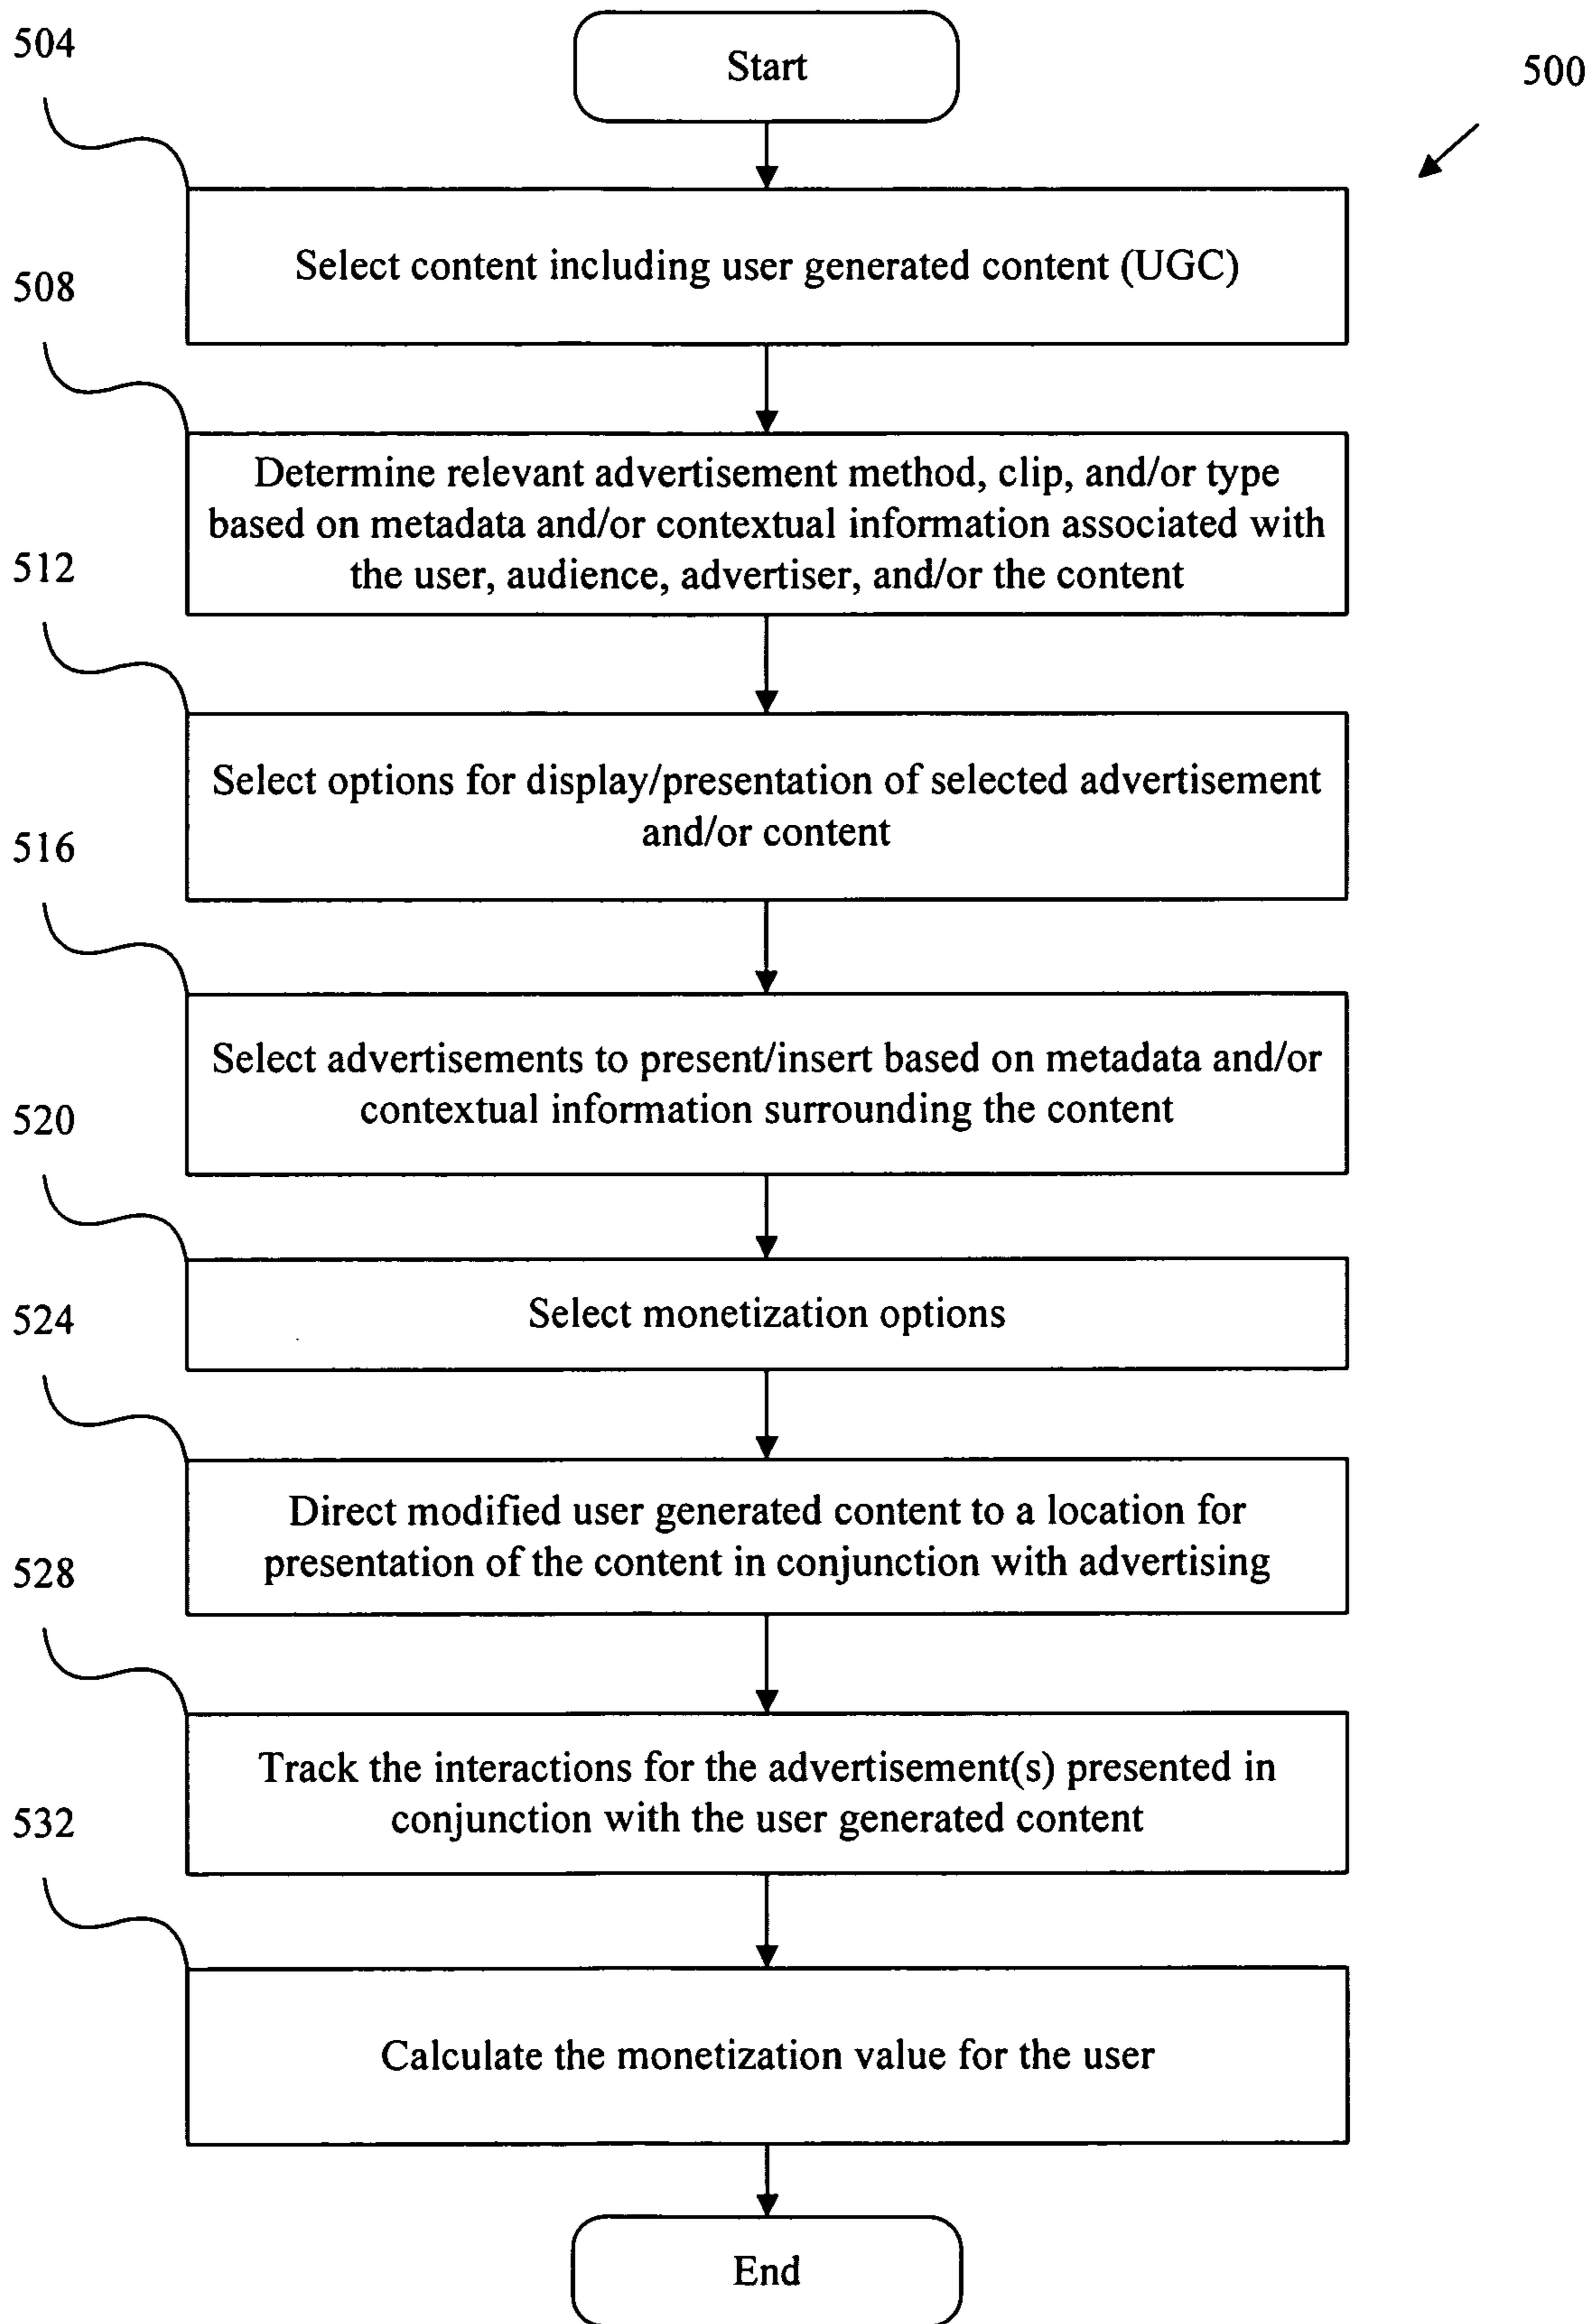 504
Start
500
Select content including user generated content (UGC)
508
Determine relevant advertisement method, clip, and/or type
based on metadata and/or contextual information associated with
the user, audience, advertiser, and/or the content
512
Select options for display/presentation of selected advertisement
and/or content
516
Select advertisements to present/insert based on metadata and/or
contextual information surrounding the content
520
Select monetization options
524
Direct modified user generated content to a location for
presentation of the content in conjunction with advertising
528
Track the interactions for the advertisement(s) presented in
conjunction with the user generated content
532
Calculate the monetization value for the user
End